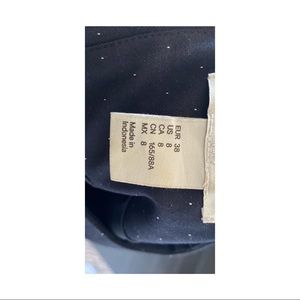 EUR 38
US 8
CA 8
CN 165/88A
MX 8
Made in
Indonesia